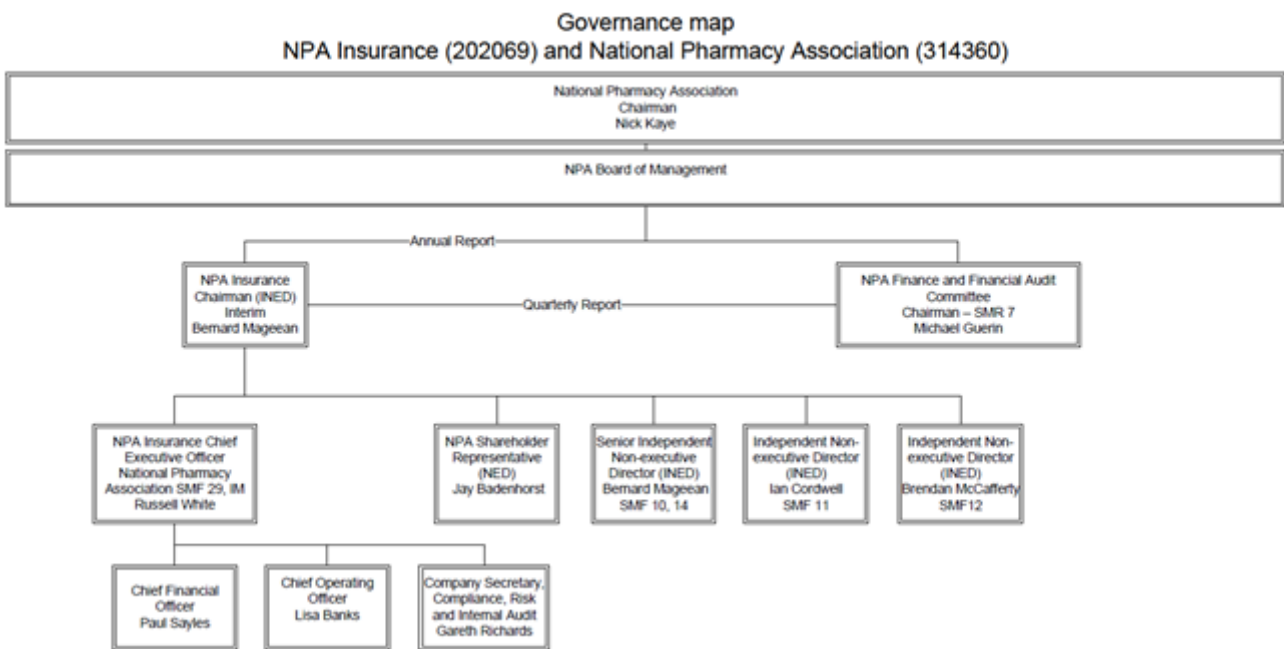 Governance map
NPA Insurance (202069) and National Pharmacy Association (314360)
National Pharmacy Association
Chairman
Nick Kaye
NPA Board of Management
Annual Report
NPA Insurance
Chairman (INED)
Interim
Bernard Mageean
Quarterly Report
NPA Finance and Financial Audit
Committee
Chairman – SMR 7
Michael Guerin
NPA Insurance Chief
Executive Officer
National Pharmacy
Association SMF 29, IM
Russell White
NPA Shareholder
Representative
(NED)
Jay Badenhorst
Senior Independent
Non-executive
Director (INED)
Bernard Mageean
SMF 10, 14
Independent Non-
executive Director
(INED)
Ian Cordwell
SMF 11
Independent Non-
executive Director
(INED)
Brendan McCafferty
SMF12
Chief Financial
Officer
Paul Sayles
Chief Operating
Officer
Lisa Banks
Company Secretary,
Compliance, Risk
and Internal Audit
Gareth Richards